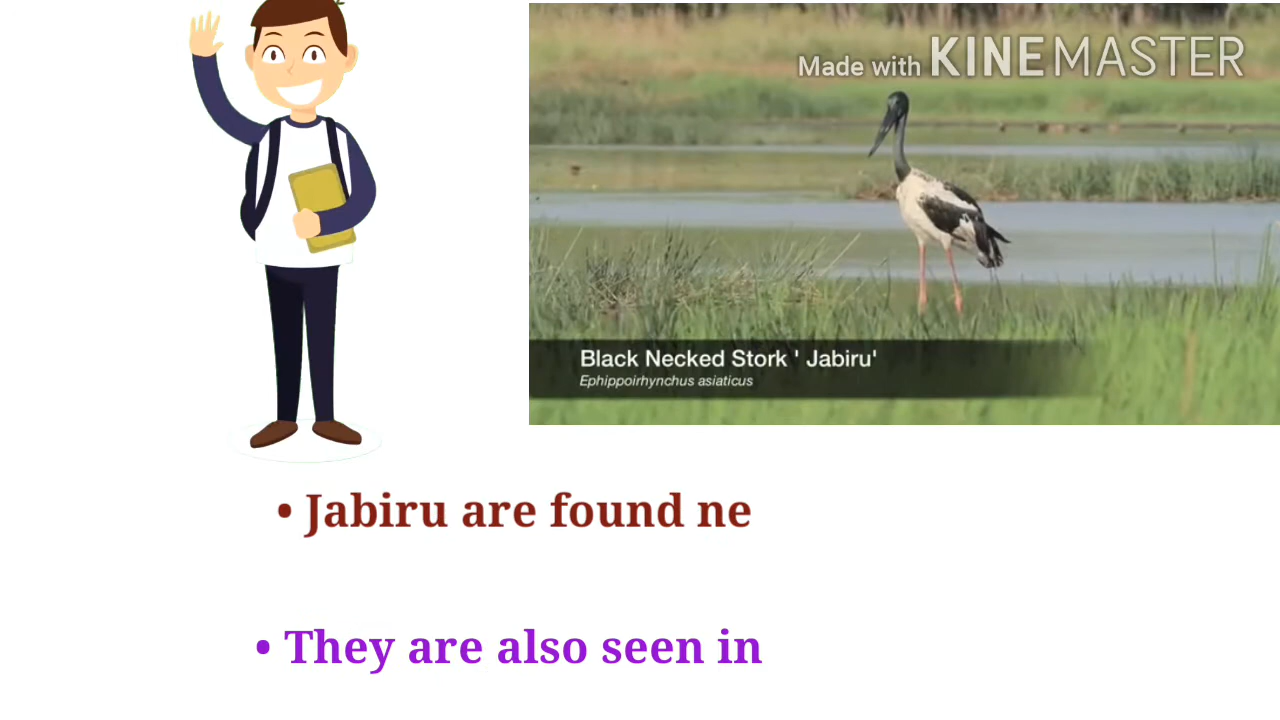 Made with KINEMASTER
Black Necked Stork ' Jabiru'
Ephippoirhynchus asiaticus
• Jabiru are found ne
• They are also seen in